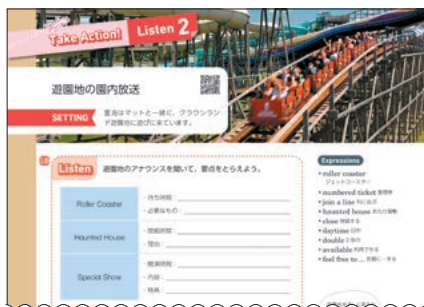 Take Action!
Listen 2
遊園地の園内放送
SETTING
夏海はマットと一緒に、クラウンラン
ド遊園地に遊びに来ています。
Listen
遊園地のアナウンスを聞いて、要点をとらえよう。
Roller Coaster
・待ち時間：
・必要なもの：
Haunted House
・閉館時間：
・理由：
Special Show
・開演時間：
・内容：
・特典：
Expressions
・roller coaster
ジェットコースター
・numbered ticket 整理券
・join a line 列に並ぶ
・haunted house お化け屋敷
・close 閉館する
・daytime 日中
・double 2倍の
・available 利用できる
・feel free to ... 気軽に…する